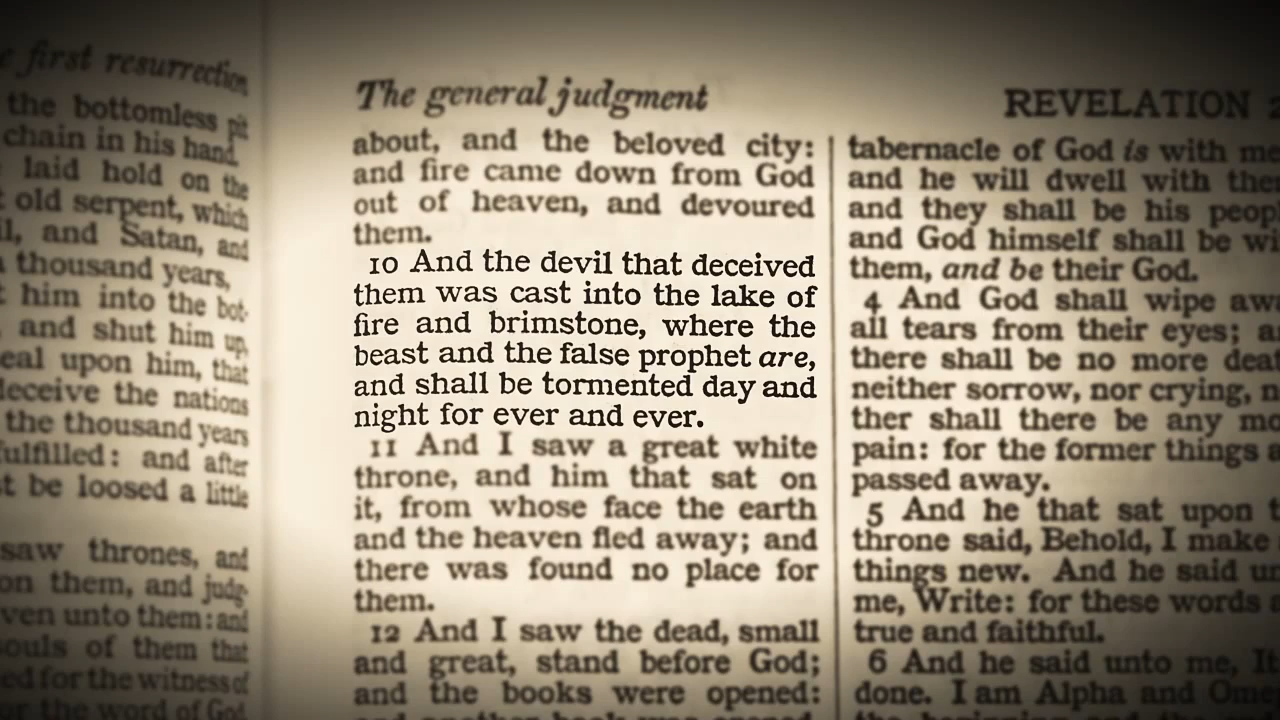 e first resurrection
the bottomless pit
chain in his hand.
laid hold on the
old serpent, which
and Satan, and
thousand years,
him into the bot-
and shut him up,
upon him, that
the nations
the thousand years
and after
be loosed a little
saw thrones, and
on them, and judg-
unto them: and
souls of them that
for the witness of
the word of God,
The general judgment
about, and the beloved city:
and fire came down from God
out of heaven, and devoured
them.
10 And the devil that deceived
them was cast into the lake of
fire and brimstone, where the
beast and the false prophet are,
and shall be tormented day and
night for ever and ever.
11 And I saw a great white
throne, and him that sat on
it, from whose face the earth
and the heaven fled away; and
there was found no place for
them.
12 And I saw the dead, small
and great, stand before God;
and the books were opened:
and another book was opened,
REVELATION
tabernacle of God is with
and he will dwell with
and they shall be his
and God himself shall be
them, and be their God.
4 And God shall wipe
all tears from their eyes;
there shall be no more
neither sorrow, nor crying,
ther shall there be any
pain: for the former things
passed away.
5 And he that sat upon
throne said, Behold, I make
things new. And he said
me, Write: for these words
true and faithful.
6 And he said unto me, It
done. I am Alpha and